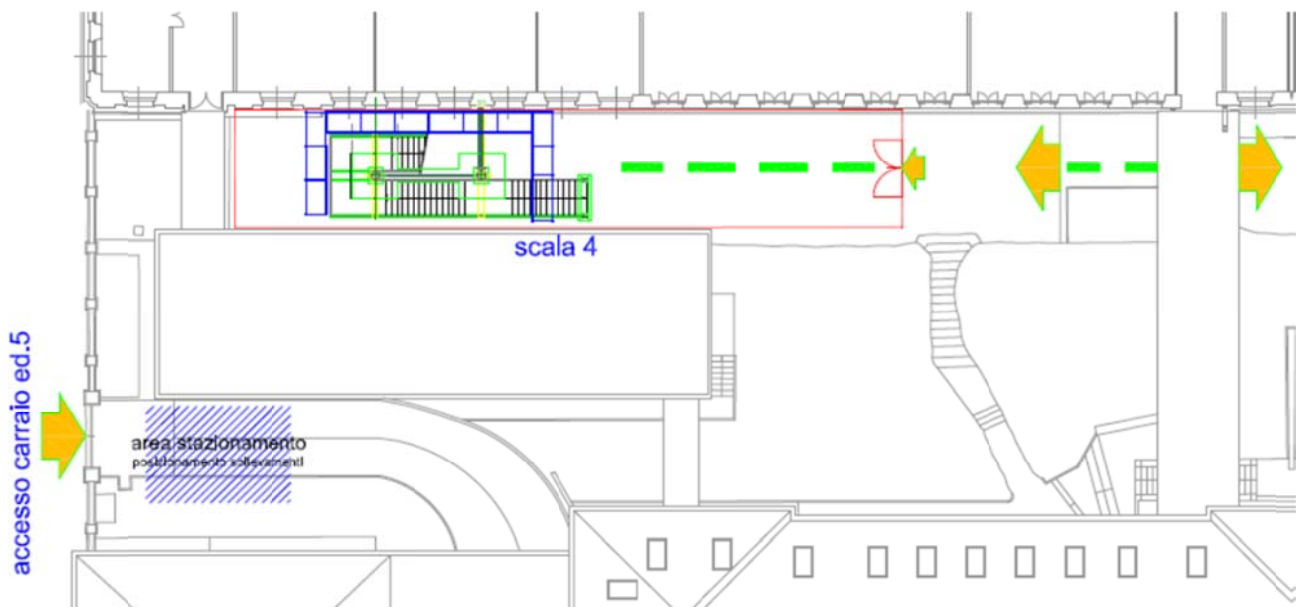 scala 4
accesso carraio ed.5
area stazionamento
posizionamento sollevamenti